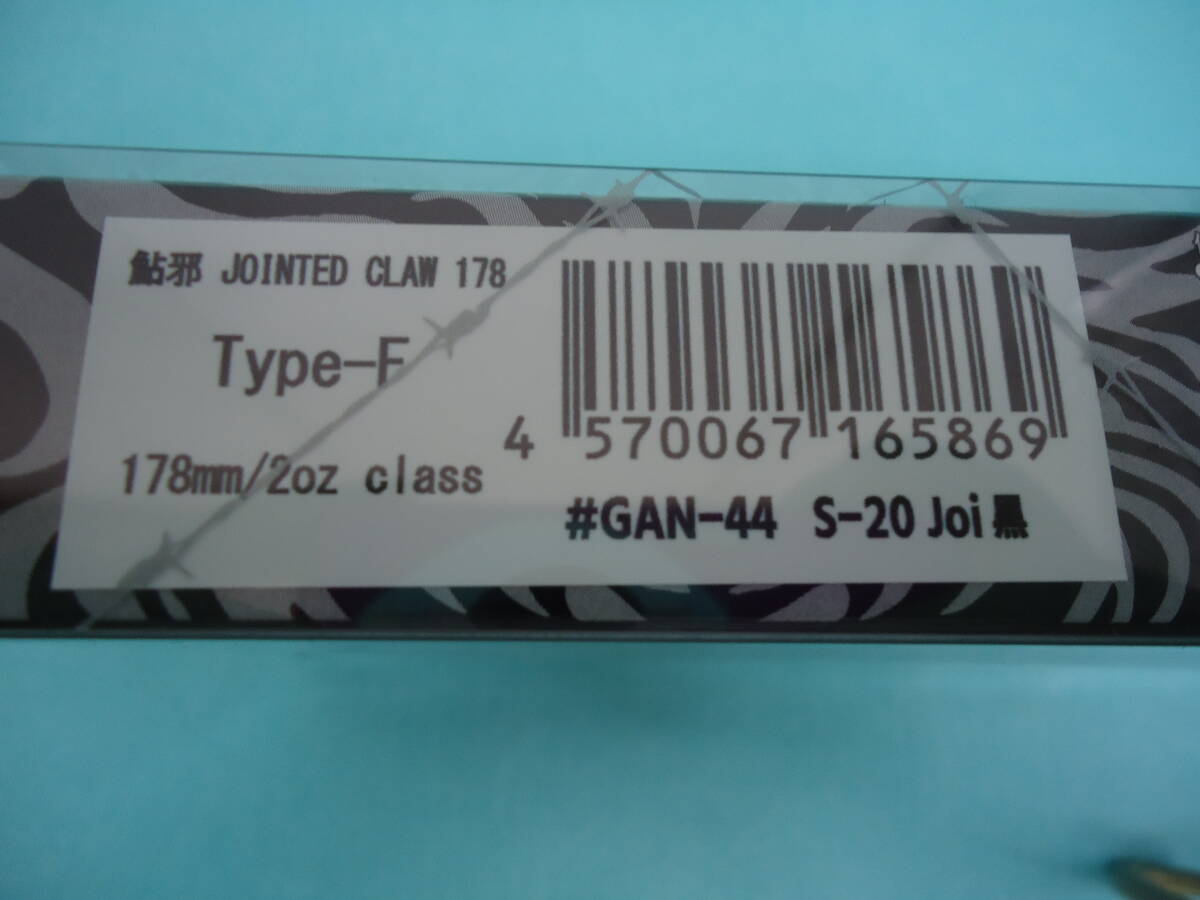 鮎邪 JOINTED CLAW 178
Type-F
178mm/2oz class
4 570067 165869
#GAN-44 S-20 Joi黒